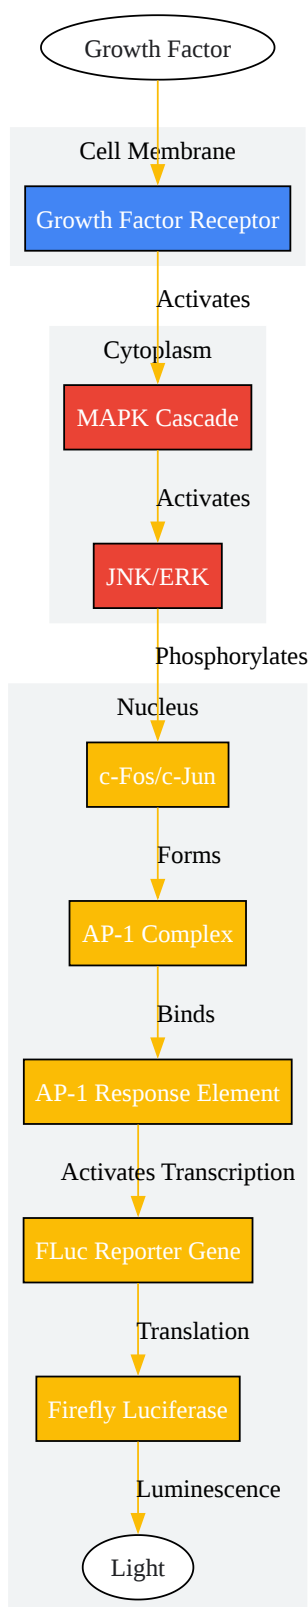 Growth Factor
Cell Membrane
Growth Factor Receptor
Activates
Cytoplasm
MAPK Cascade
Activates
JNK/ERK
Phosphorylates
Nucleus
c-Fos/c-Jun
Forms
AP-1 Complex
Binds
AP-1 Response Element
Activates Transcription
FLuc Reporter Gene
Translation
Firefly Luciferase
Luminescence
Light